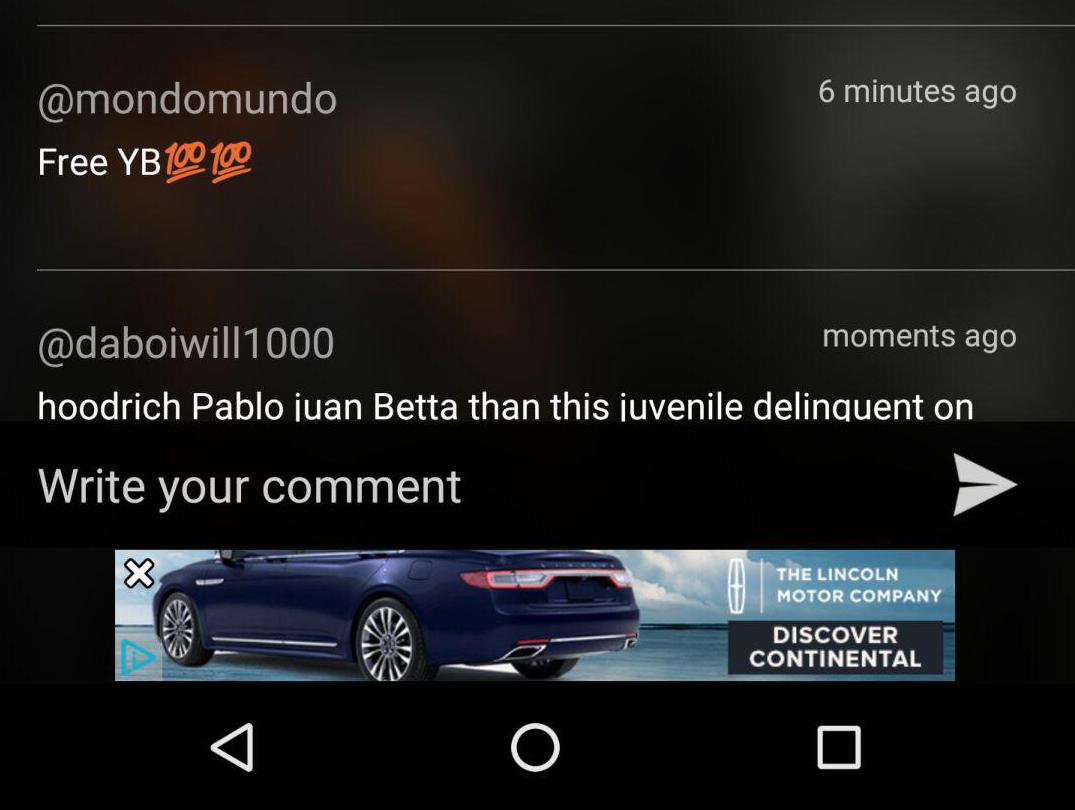 @mondomundo
6 minutes ago
Free YB💯💯
@daboiwill1000
moments ago
hoodrich Pablo juan Betta than this juvenile delinquent on
Write your comment
THE LINCOLN
MOTOR COMPANY
DISCOVER
CONTINENTAL